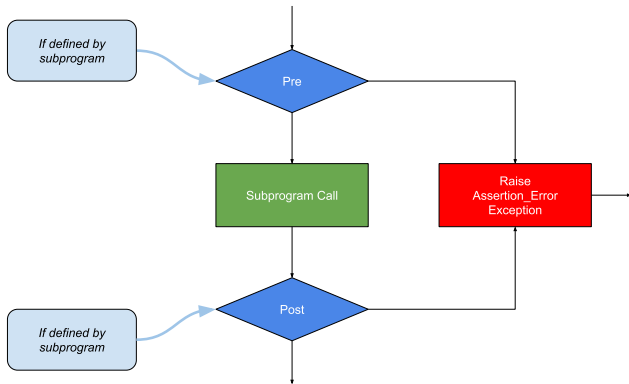 If defined by
subprogram
Pre
Subprogram Call
Raise
Assertion_Error
Exception
Post
If defined by
subprogram